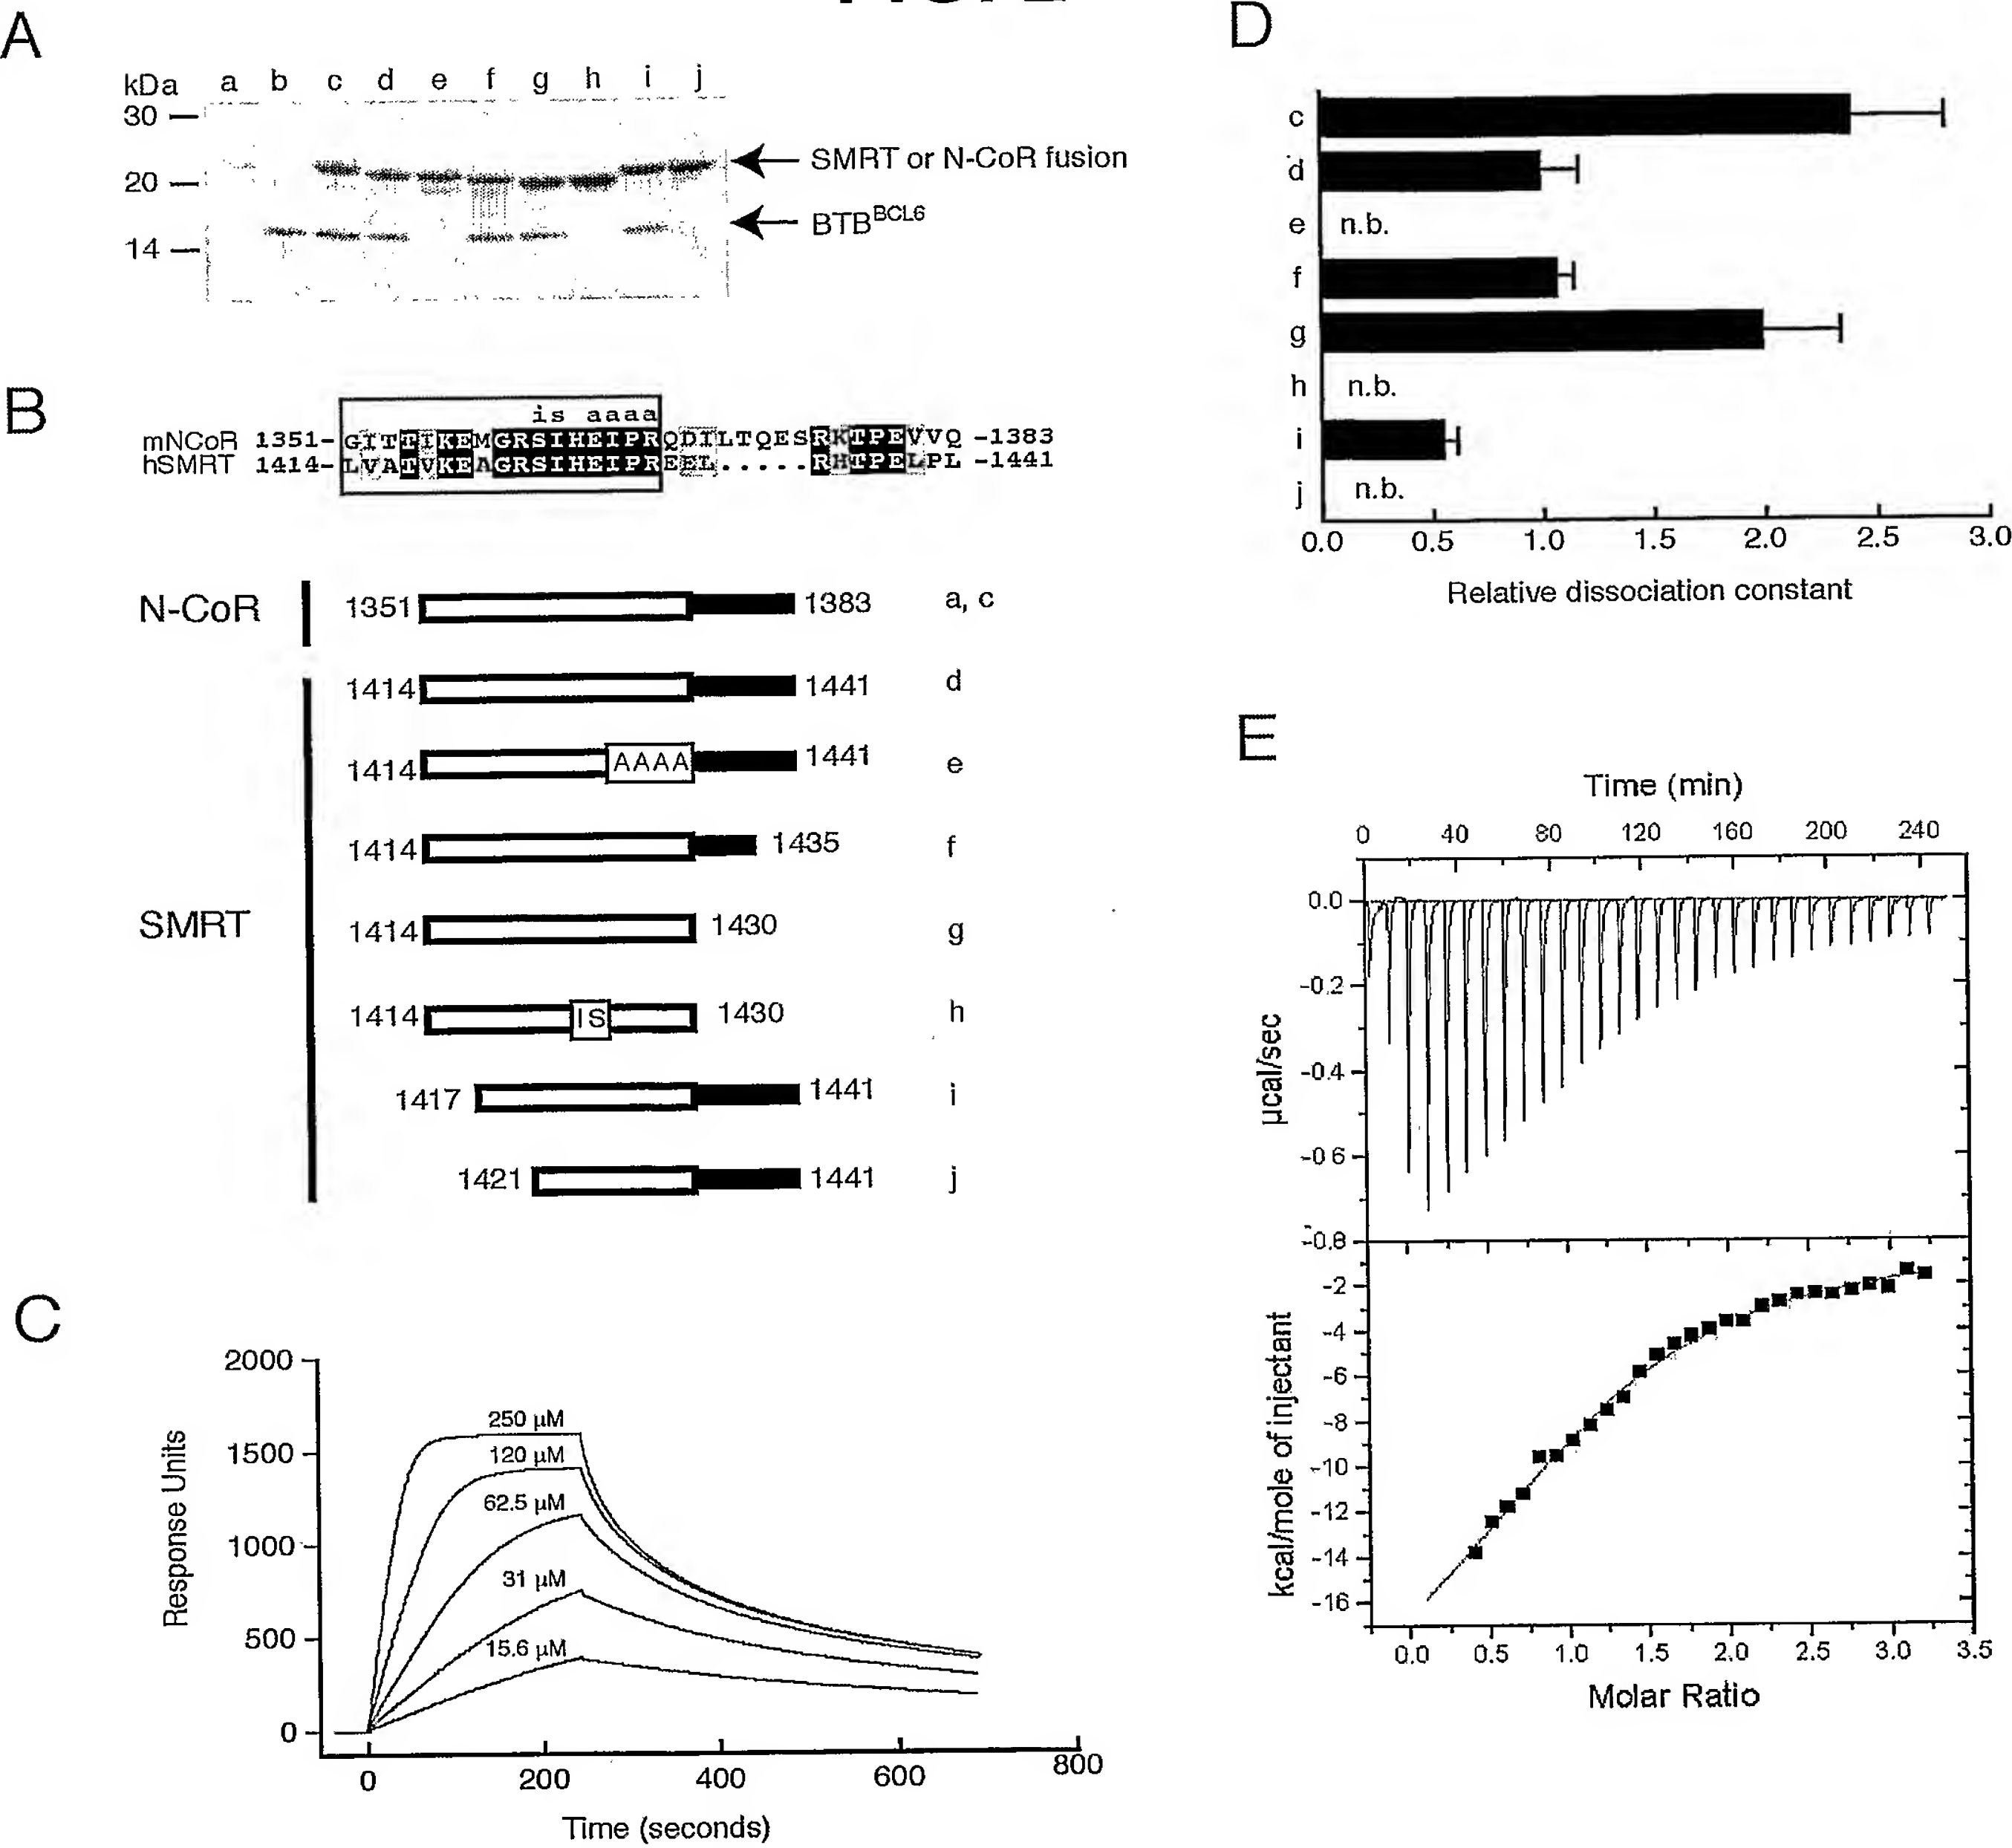 A
kDa a b c d e f g h i j
30
20
14
SMRT or N-CoR fusion
BTB^BCL6
B
is aaaa
mNCoR 1351-GITTIKEMGRSIHEIPRQDILTQESRKTPEVVQ -1383
hSMRT 1414-LVATVKEAGRSIHEIPREEL.....RHTPELPL -1441
N-CoR
1351 1383 a, c
SMRT
1414 1441 d
1414 AAAA 1441 e
1414 1435 f
1414 1430 g
1414 IS 1430 h
1417 1441 i
1421 1441 j
C
Response Units
2000
1500
1000
500
0
250 µM
120 µM
62.5 µM
31 µM
15.6 µM
0 200 400 600 800
Time (seconds)
D
c
d
e n.b.
f
g
h n.b.
i
j n.b.
0.0 0.5 1.0 1.5 2.0 2.5 3.0
Relative dissociation constant
E
Time (min)
0 40 80 120 160 200 240
0.0
-0.2
-0.4
-0.6
-0.8
µcal/sec
-2
-4
-6
-8
-10
-12
-14
-16
kcal/mole of injectant
0.0 0.5 1.0 1.5 2.0 2.5 3.0 3.5
Molar Ratio